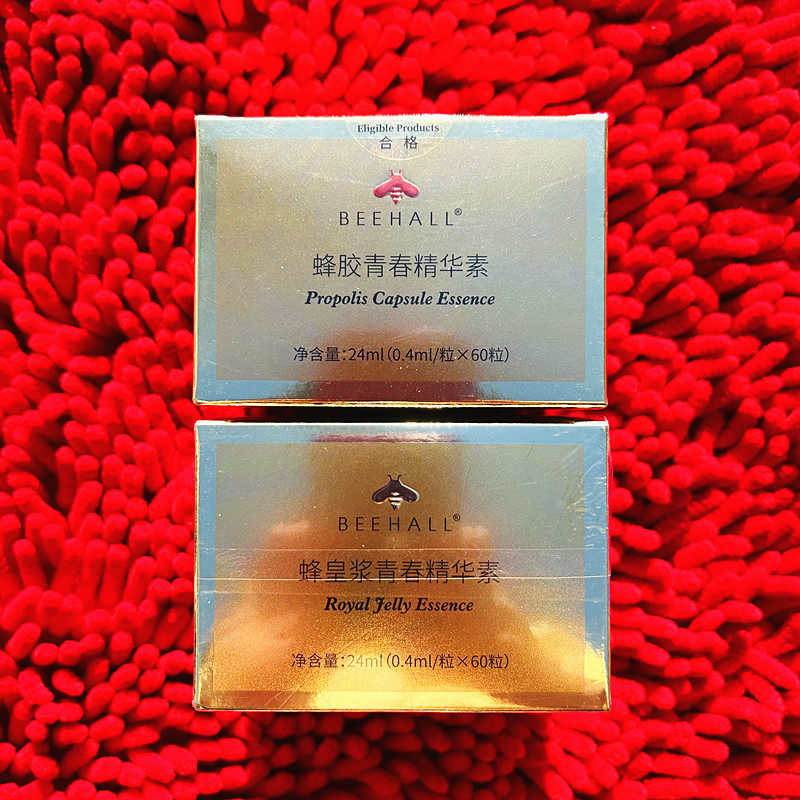 Eligible Products
合格
BEEHALL®
蜂胶青春精华素
Propolis Capsule Essence
净含量:24ml(0.4ml/粒×60粒)
BEEHALL®
蜂皇浆青春精华素
Royal Jelly Essence
净含量:24ml(0.4ml/粒×60粒)